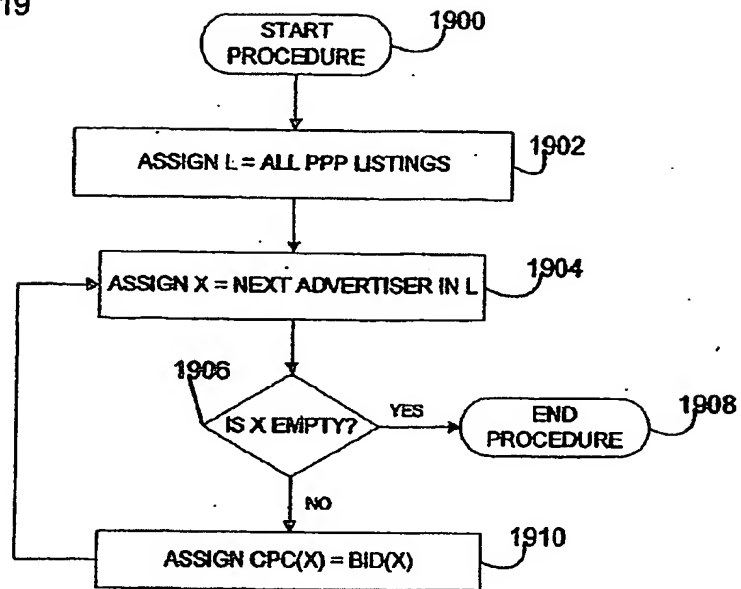 19
START
PROCEDURE
1900
ASSIGN L = ALL PPP LISTINGS
1902
ASSIGN X = NEXT ADVERTISER IN L
1904
1906
IS X EMPTY?
YES
END
PROCEDURE
1908
NO
ASSIGN CPC(X) = BID(X)
1910